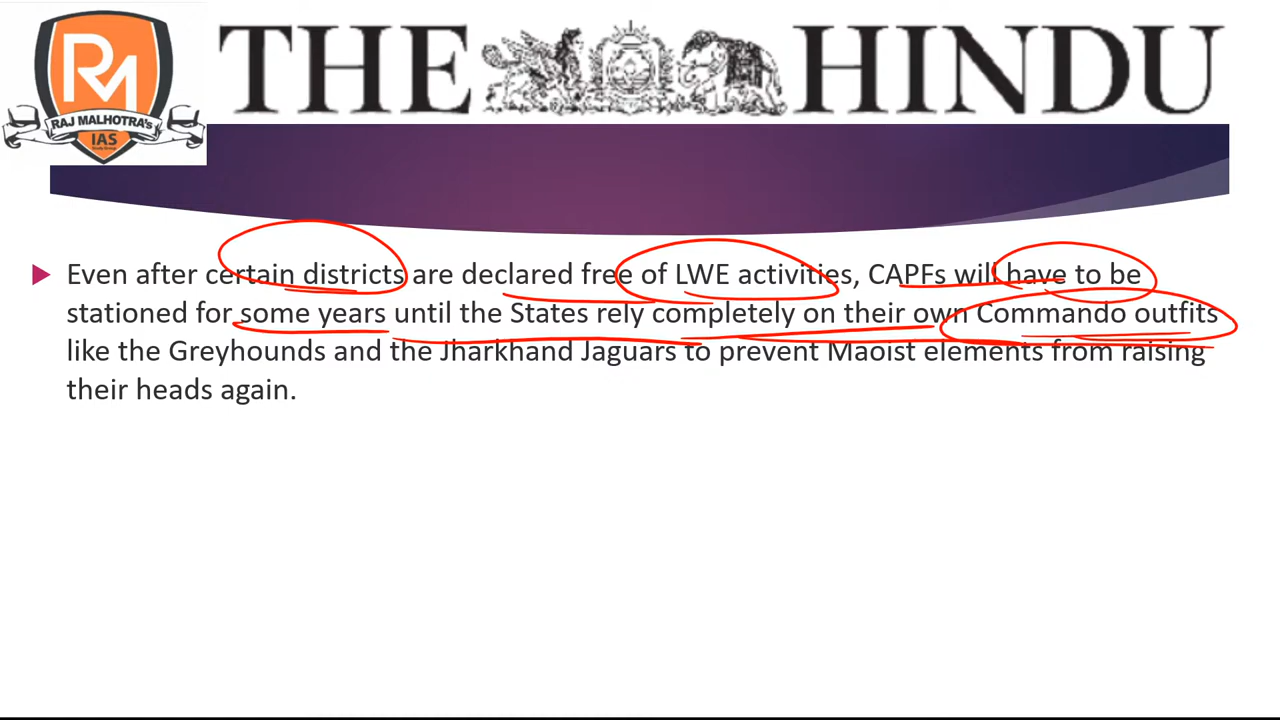 RM
THE HINDU
RAJ MALHOTRA's
IAS
Study Group
Even after certain districts are declared free of LWE activities, CAPFs will have to be
stationed for some years until the States rely completely on their own Commando outfits
like the Greyhounds and the Jharkhand Jaguars to prevent Maoist elements from raising
their heads again.